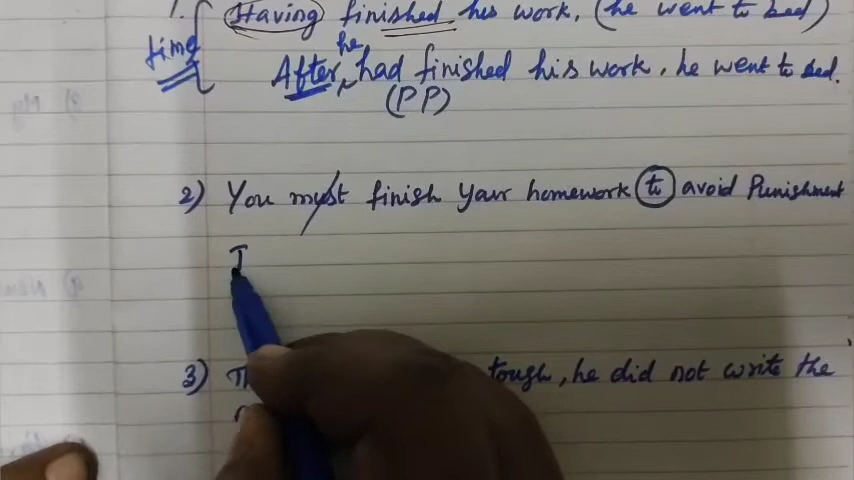 1. Having finished his work, (he went to bed)
time
he
After, had finished his work, he went to bed.
(PP)
2) You must finish your homework to avoid Punishment
I
3) tough, he did not write the